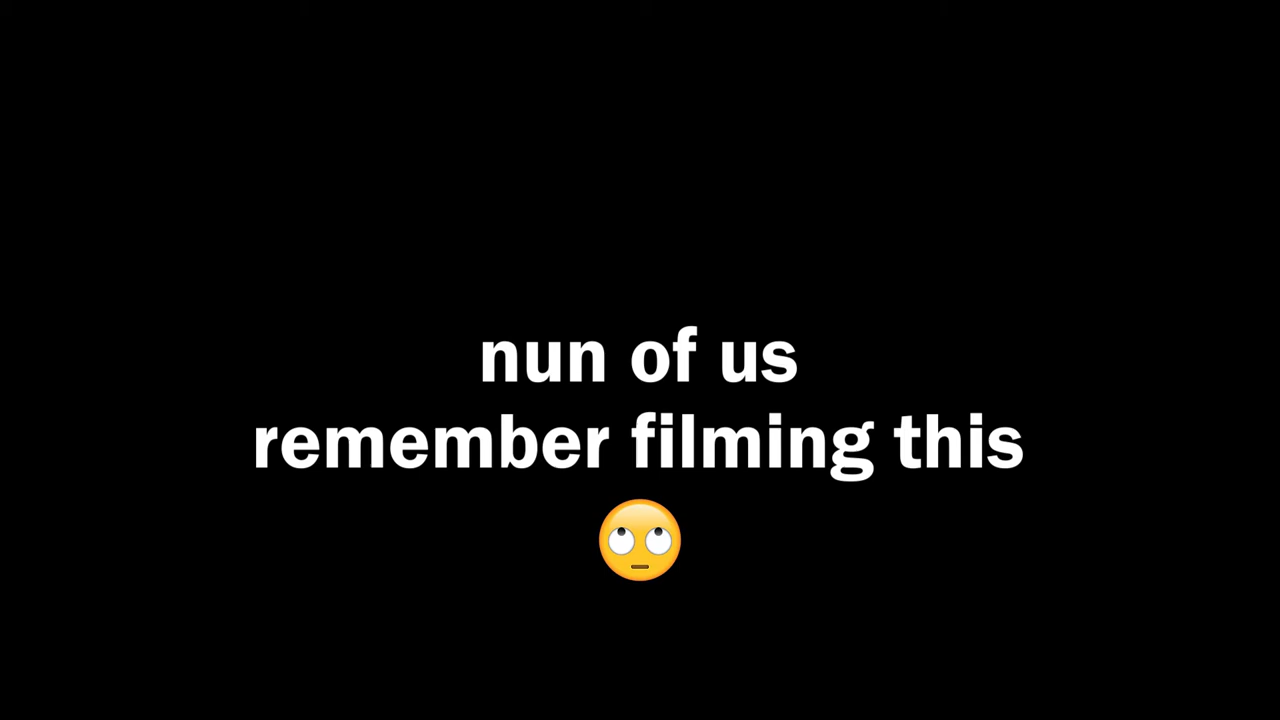 nun of us
remember filming this
🙄